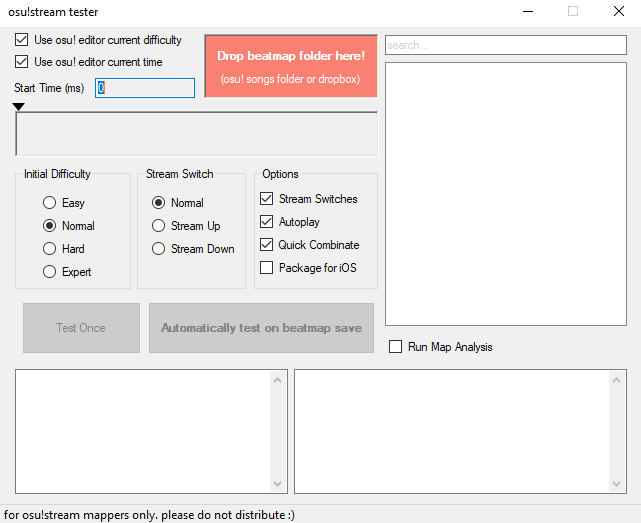 osu!stream tester
Use osu! editor current difficulty
Use osu! editor current time
Start Time (ms)
0
Drop beatmap folder here!
(osu! songs folder or dropbox)
search...
Initial Difficulty
Easy
Normal
Hard
Expert
Stream Switch
Normal
Stream Up
Stream Down
Options
Stream Switches
Autoplay
Quick Combinate
Package for iOS
Test Once
Automatically test on beatmap save
Run Map Analysis
for osu!stream mappers only. please do not distribute :)